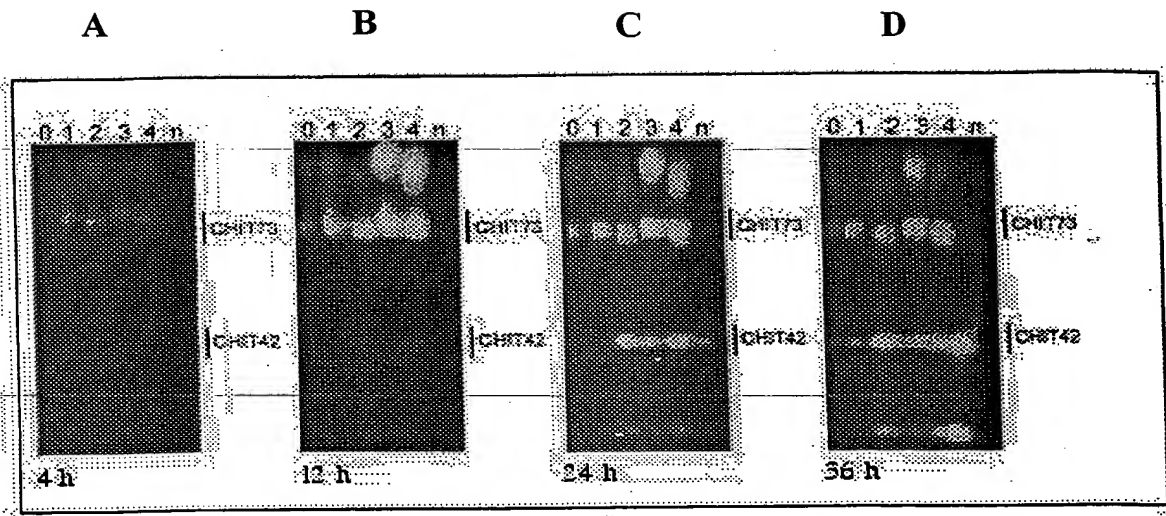 A B C D
0 1 2 3 4 n 0 1 2 3 4 n 0 1 2 3 4 n 0 1 2 3 4 n
CHIT73 CHIT73 CHIT73 CHIT73
CHIT42 CHIT42 CHIT42 CHIT42
4 h 12 h 24 h 36 h